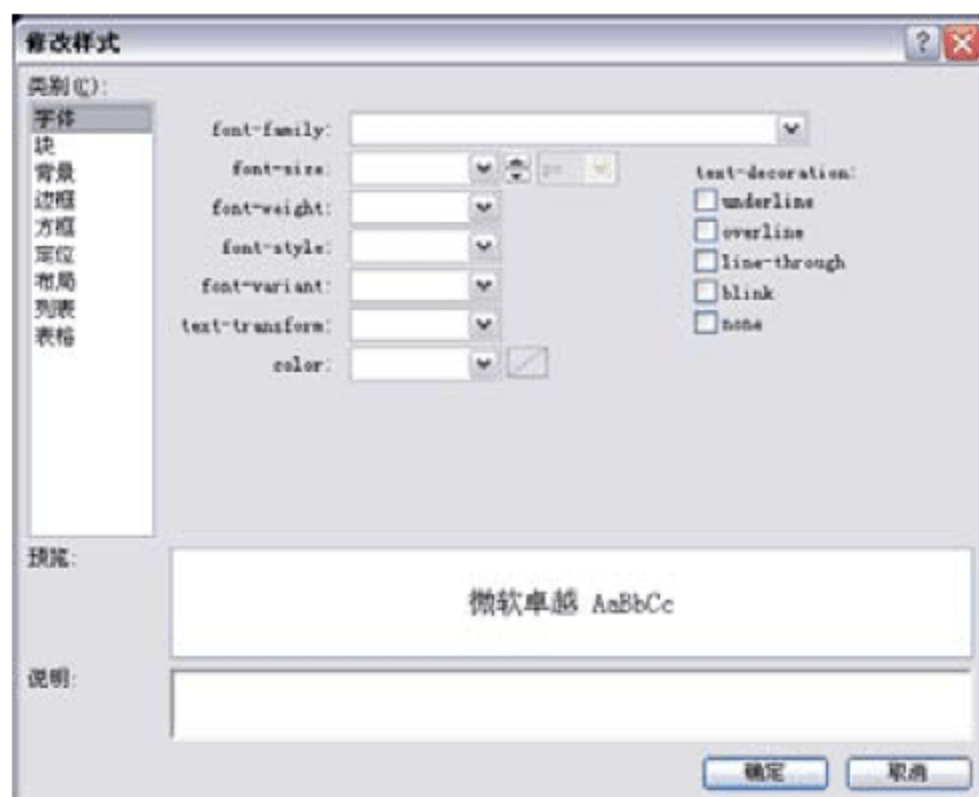 修改样式
类别(C):
字体
块
背景
边框
方框
定位
布局
列表
表格
font-family:
font-size:
px
font-weight:
font-style:
font-variant:
text-transform:
color:
text-decoration:
underline
overline
line-through
blink
none
预览:
微软卓越 AaBbCc
说明:
确定
取消